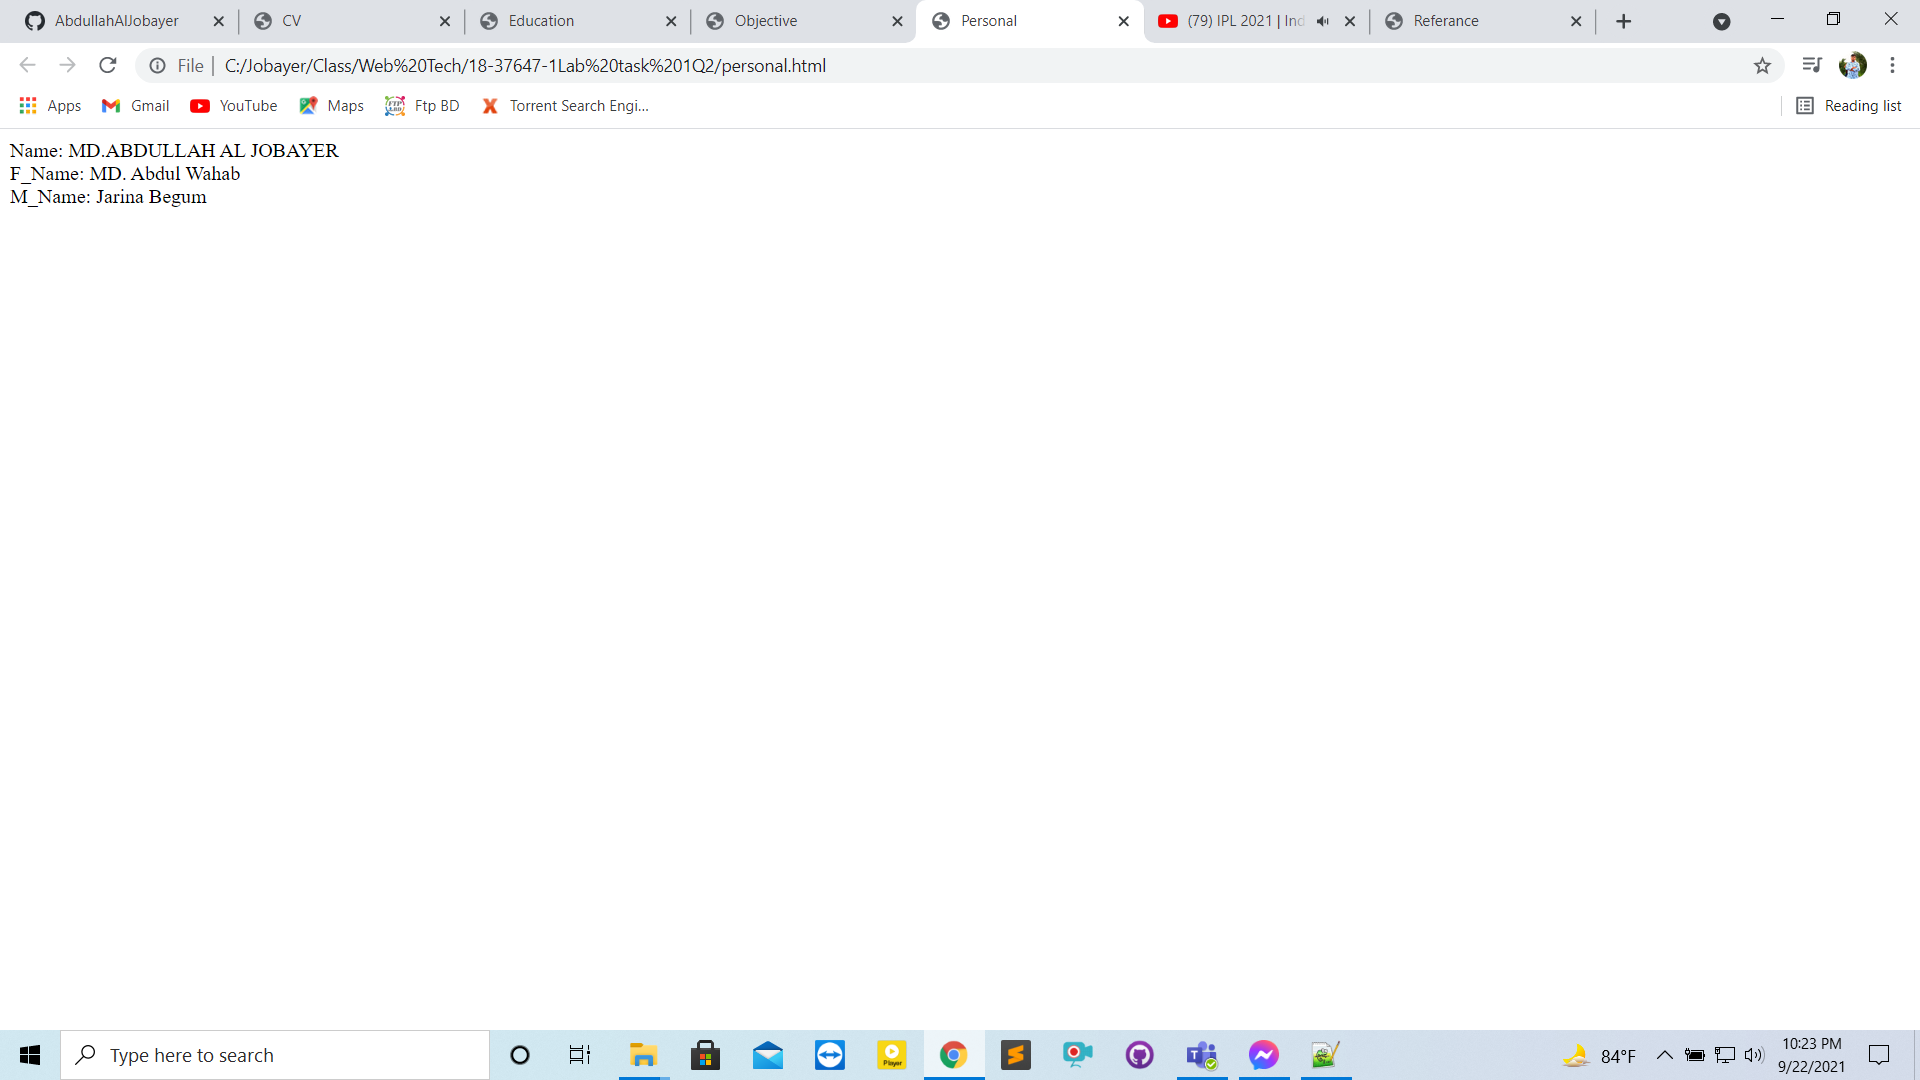 AbdullahAlJobayer
CV
Education
Objective
Personal
(79) IPL 2021 | Ind
Referance
File | C:/Jobayer/Class/Web%20Tech/18-37647-1Lab%20task%201Q2/personal.html
Apps
Gmail
YouTube
Maps
Ftp BD
Torrent Search Engi...
Reading list
Name: MD.ABDULLAH AL JOBAYER
F_Name: MD. Abdul Wahab
M_Name: Jarina Begum
Type here to search
Player
84°F
10:23 PM
9/22/2021